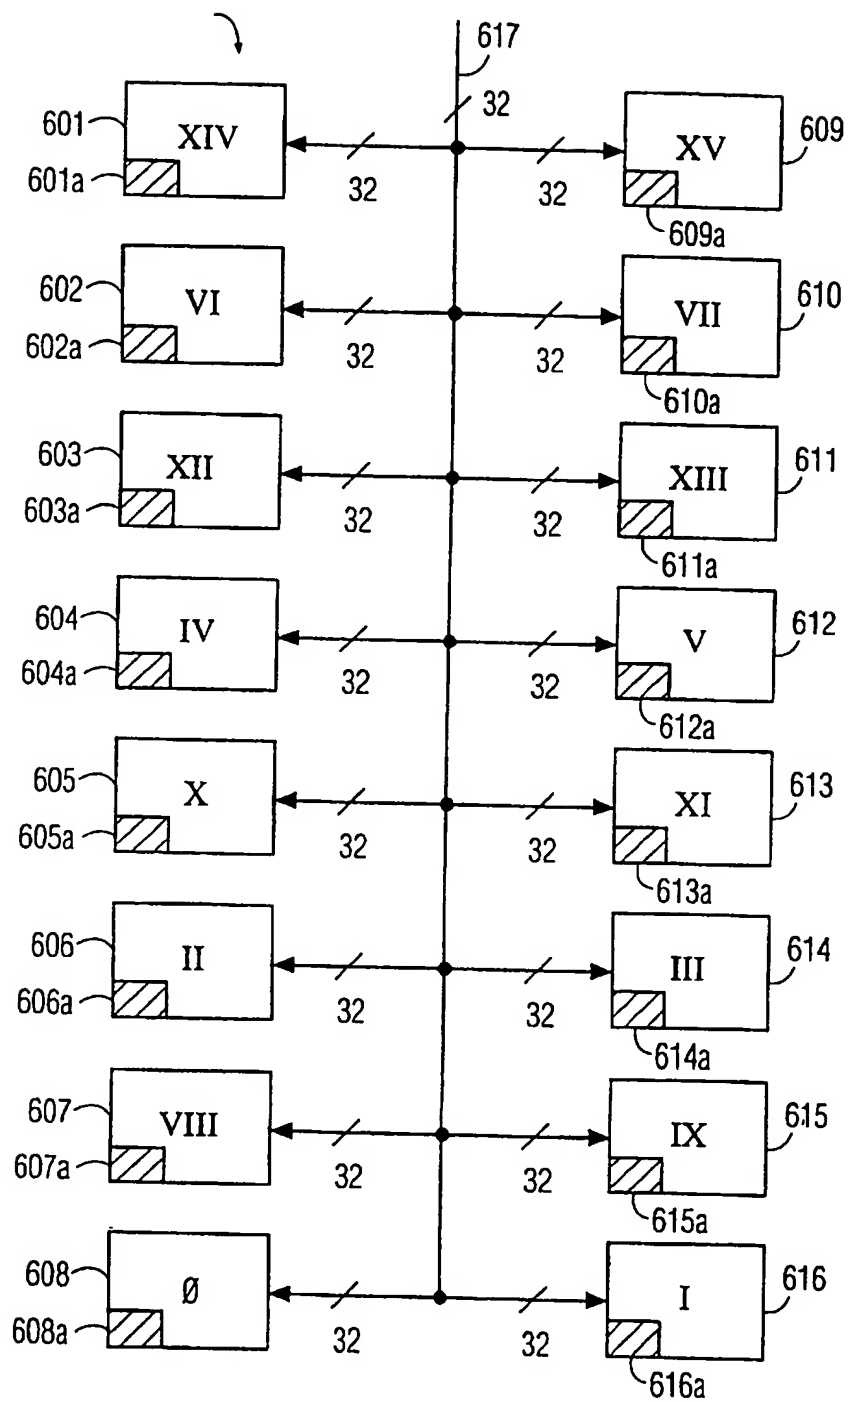 617
32
601 XIV 601a 32
32 XV 609 609a
602 VI 602a 32
32 VII 610 610a
603 XII 603a 32
32 XIII 611 611a
604 IV 604a 32
32 V 612 612a
605 X 605a 32
32 XI 613 613a
606 II 606a 32
32 III 614 614a
607 VIII 607a 32
32 IX 615 615a
608 Ø 608a 32
32 I 616 616a